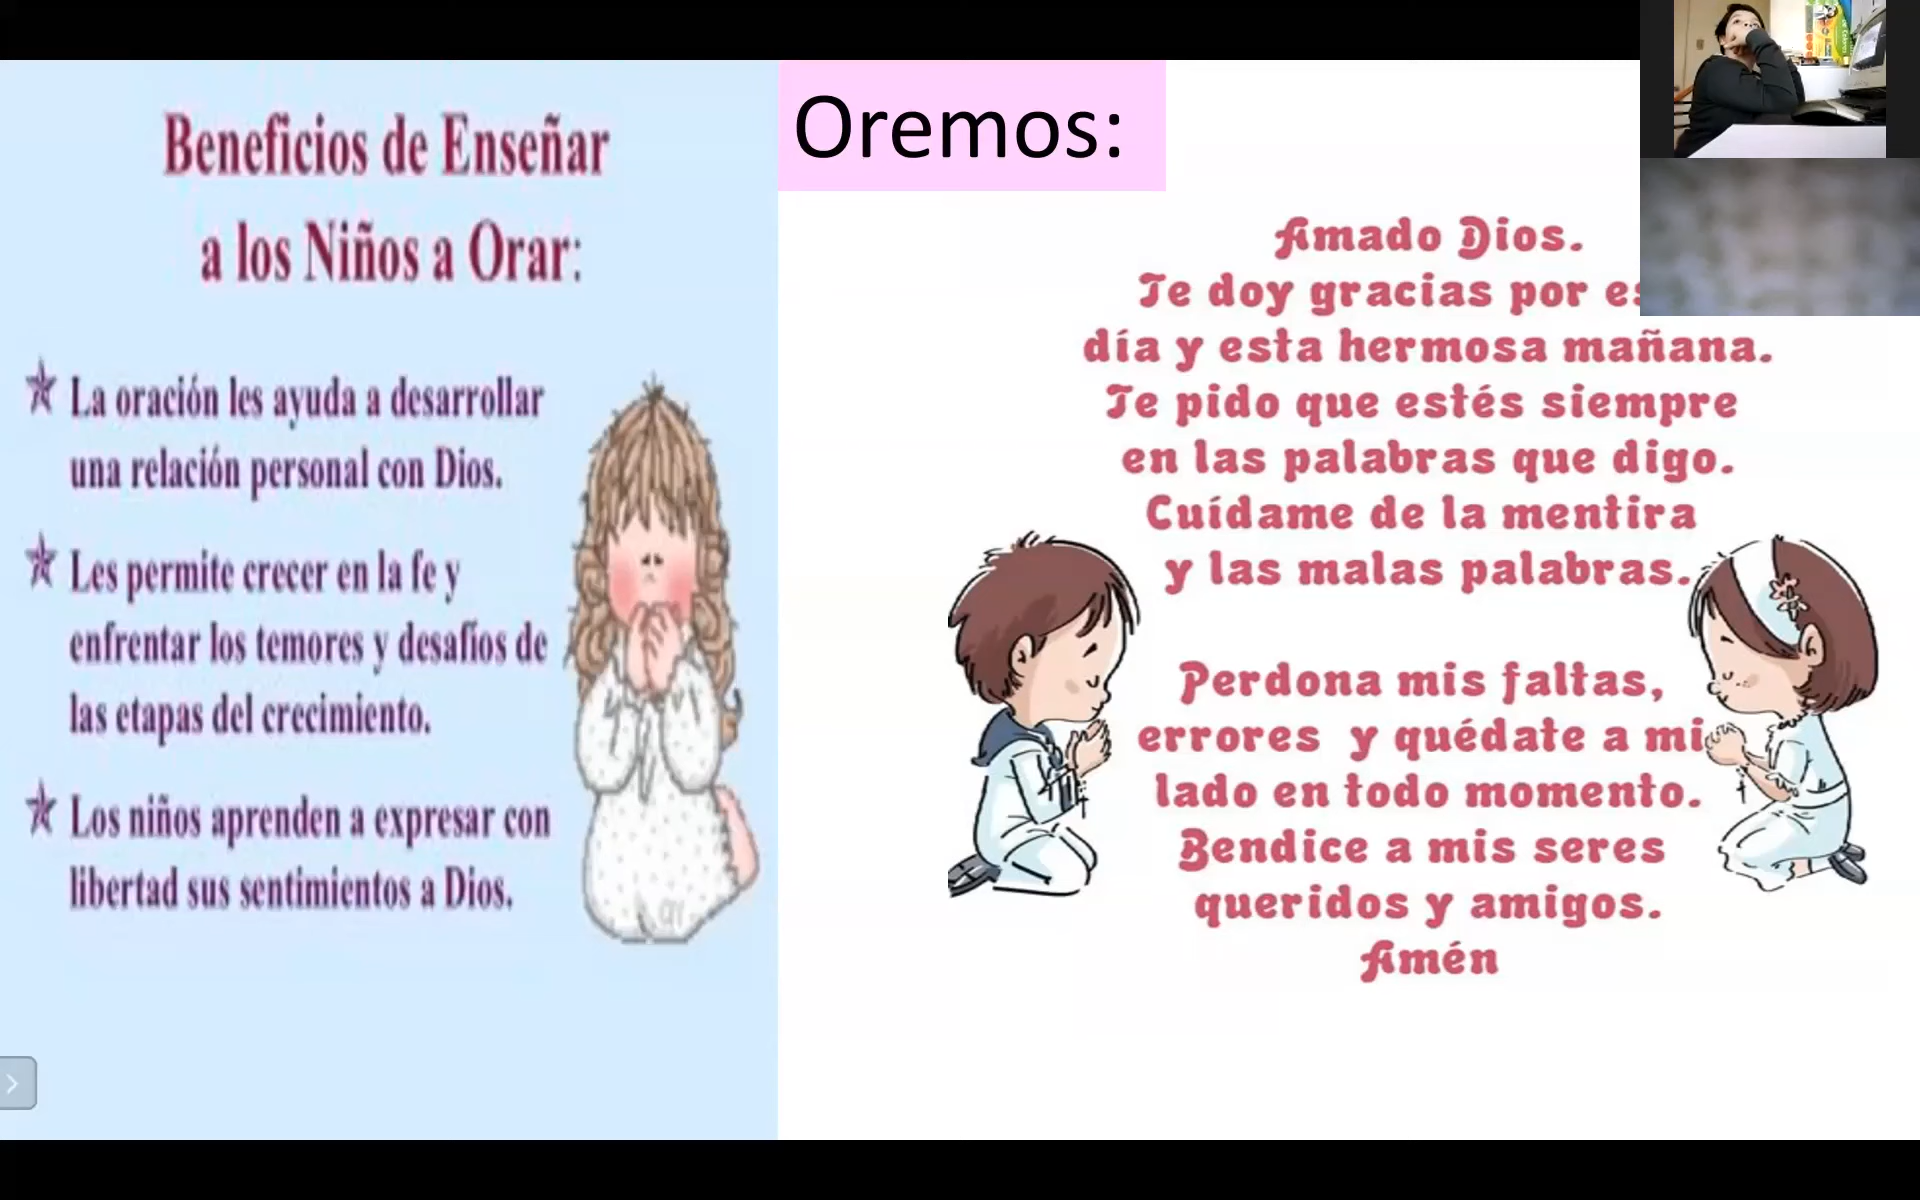 Beneficios de Enseñar
a los Niños a Orar:
La oración les ayuda a desarrollar
una relación personal con Dios.
Les permite crecer en la fe y
enfrentar los temores y desafíos de
las etapas del crecimiento.
Los niños aprenden a expresar con
libertad sus sentimientos a Dios.
Oremos:
Amado Dios.
Te doy gracias por
día y esta hermosa mañana.
Te pido que estés siempre
en las palabras que digo.
Cuídame de la mentira
y las malas palabras.
Perdona mis faltas,
errores y quédate a mi
lado en todo momento.
Bendice a mis seres
queridos y amigos.
Amén